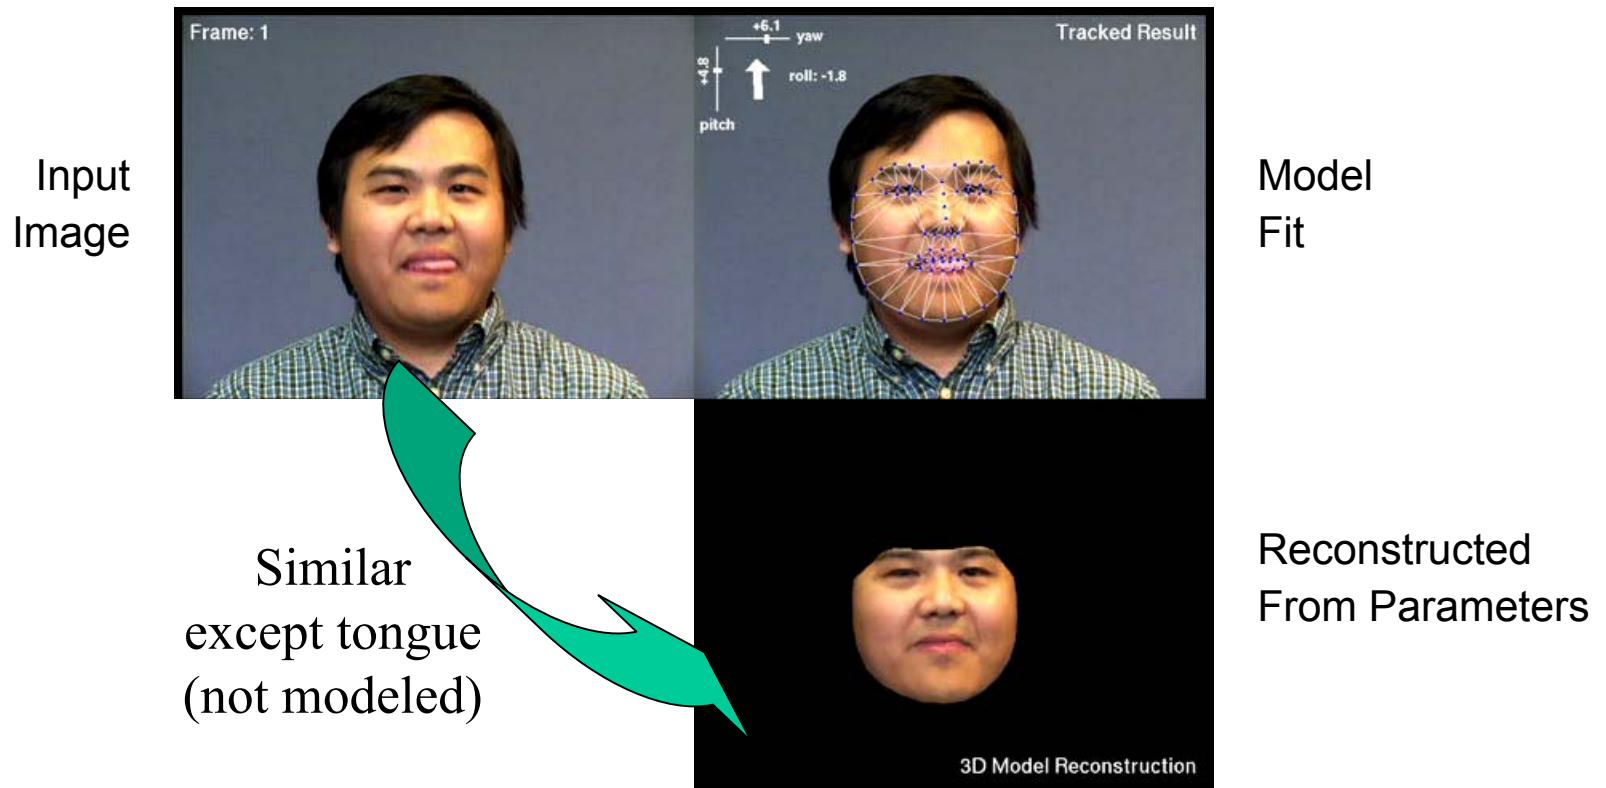 Frame: 1
+6.1
yaw
Tracked Result
+4.8
roll: -1.8
pitch
Input
Image
Model
Fit
Similar
except tongue
(not modeled)
Reconstructed
From Parameters
3D Model Reconstruction